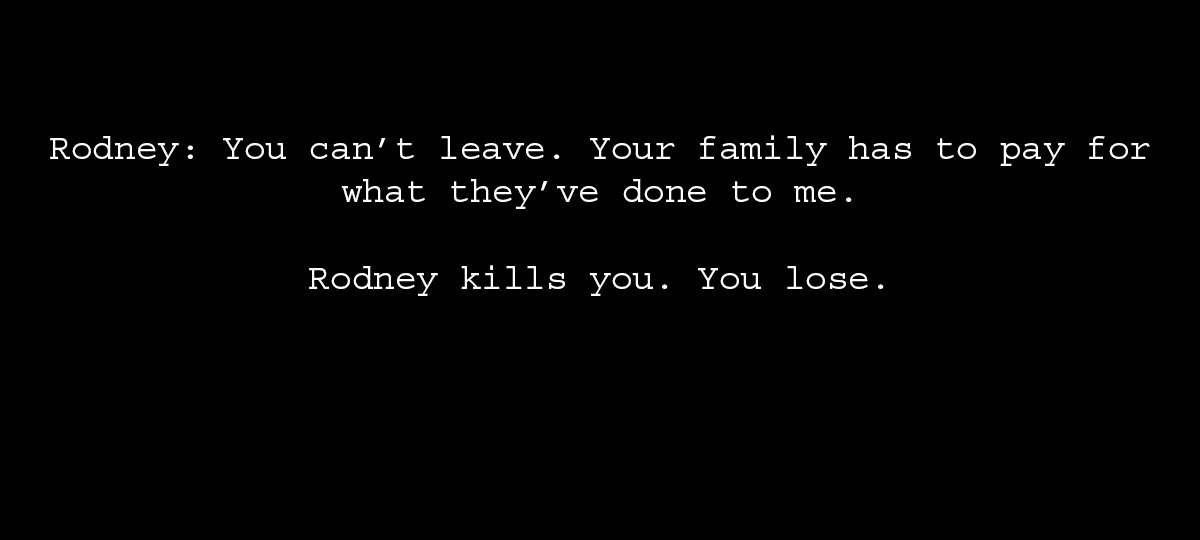 Rodney: You can’t leave. Your family has to pay for
what they’ve done to me.
Rodney kills you. You lose.